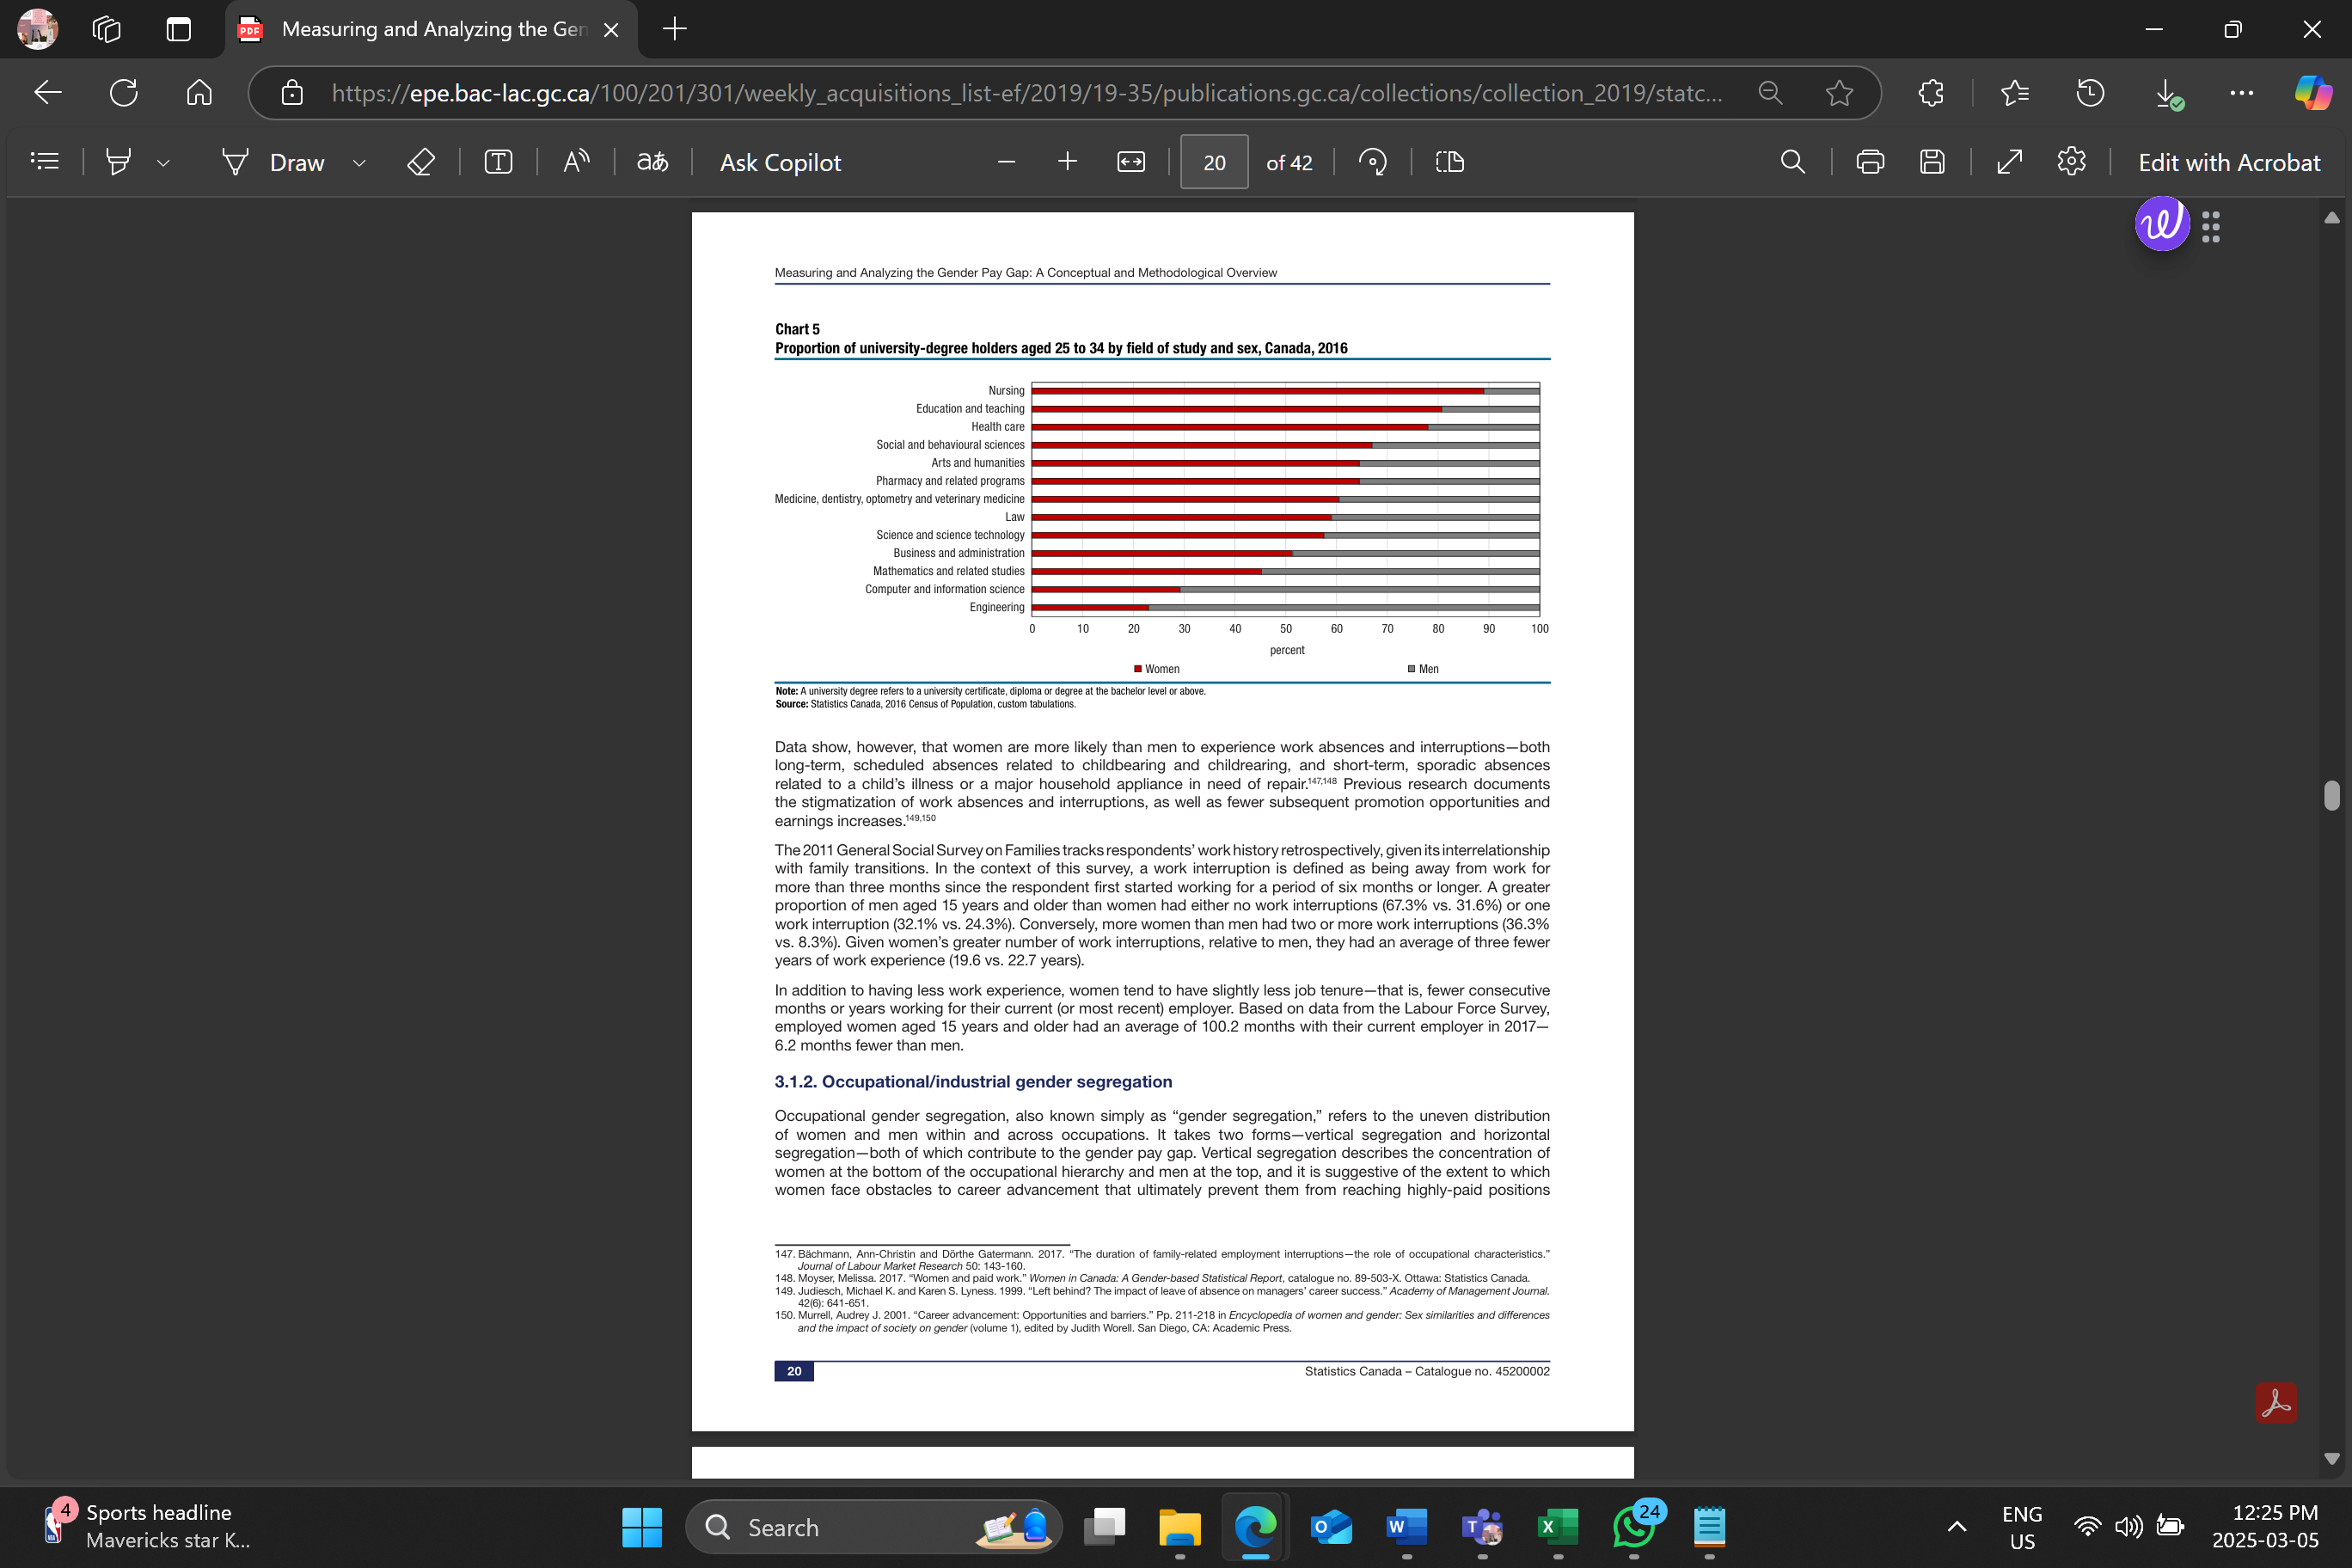 Measuring and Analyzing the Gen
https://epe.bac-lac.gc.ca/100/201/301/weekly_acquisitions_list-ef/2019/19-35/publications.gc.ca/collections/collection_2019/statc...
Draw
aあ
Ask Copilot
20
of 42
Edit with Acrobat
Measuring and Analyzing the Gender Pay Gap: A Conceptual and Methodological Overview
Chart 5
Proportion of university-degree holders aged 25 to 34 by field of study and sex, Canada, 2016
Nursing
Education and teaching
Health care
Social and behavioural sciences
Arts and humanities
Pharmacy and related programs
Medicine, dentistry, optometry and veterinary medicine
Law
Science and science technology
Business and administration
Mathematics and related studies
Computer and information science
Engineering
0 10 20 30 40 50 60 70 80 90 100
percent
Women Men
Note: A university degree refers to a university certificate, diploma or degree at the bachelor level or above.
Source: Statistics Canada, 2016 Census of Population, custom tabulations.
Data show, however, that women are more likely than men to experience work absences and interruptions—both
long-term, scheduled absences related to childbearing and childrearing, and short-term, sporadic absences
related to a child's illness or a major household appliance in need of repair.147,148 Previous research documents
the stigmatization of work absences and interruptions, as well as fewer subsequent promotion opportunities and
earnings increases.149,150
The 2011 General Social Survey on Families tracks respondents' work history retrospectively, given its interrelationship
with family transitions. In the context of this survey, a work interruption is defined as being away from work for
more than three months since the respondent first started working for a period of six months or longer. A greater
proportion of men aged 15 years and older than women had either no work interruptions (67.3% vs. 31.6%) or one
work interruption (32.1% vs. 24.3%). Conversely, more women than men had two or more work interruptions (36.3%
vs. 8.3%). Given women's greater number of work interruptions, relative to men, they had an average of three fewer
years of work experience (19.6 vs. 22.7 years).
In addition to having less work experience, women tend to have slightly less job tenure—that is, fewer consecutive
months or years working for their current (or most recent) employer. Based on data from the Labour Force Survey,
employed women aged 15 years and older had an average of 100.2 months with their current employer in 2017—
6.2 months fewer than men.
3.1.2. Occupational/industrial gender segregation
Occupational gender segregation, also known simply as “gender segregation,” refers to the uneven distribution
of women and men within and across occupations. It takes two forms—vertical segregation and horizontal
segregation—both of which contribute to the gender pay gap. Vertical segregation describes the concentration of
women at the bottom of the occupational hierarchy and men at the top, and it is suggestive of the extent to which
women face obstacles to career advancement that ultimately prevent them from reaching highly-paid positions
147. Bächmann, Ann-Christin and Dörthe Gatermann. 2017. “The duration of family-related employment interruptions—the role of occupational characteristics.”
Journal of Labour Market Research 50: 143-160.
148. Moyser, Melissa. 2017. “Women and paid work.” Women in Canada: A Gender-based Statistical Report, catalogue no. 89-503-X. Ottawa: Statistics Canada.
149. Judiesch, Michael K. and Karen S. Lyness. 1999. “Left behind? The impact of leave of absence on managers' career success.” Academy of Management Journal.
42(6): 641-651.
150. Murrell, Audrey J. 2001. “Career advancement: Opportunities and barriers.” Pp. 211-218 in Encyclopedia of women and gender: Sex similarities and differences
and the impact of society on gender (volume 1), edited by Judith Worell. San Diego, CA: Academic Press.
20
Statistics Canada – Catalogue no. 45200002
4
Sports headline
Mavericks star K...
Search
24
ENG
US
12:25 PM
2025-03-05